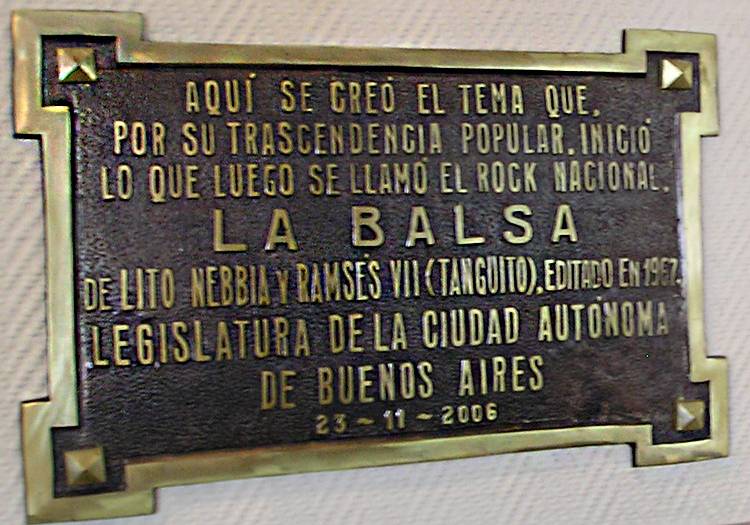 AQUÍ SE CREÓ EL TEMA QUE,
POR SU TRASCENDENCIA POPULAR, INICIÓ
LO QUE LUEGO SE LLAMÓ EL ROCK NACIONAL.
LA BALSA
DE LITO NEBBIA Y RAMSÉS VII (TANGUITO), EDITADO EN 1967.
LEGISLATURA DE LA CIUDAD AUTÓNOMA
DE BUENOS AIRES
23 ~ 11 ~ 2006